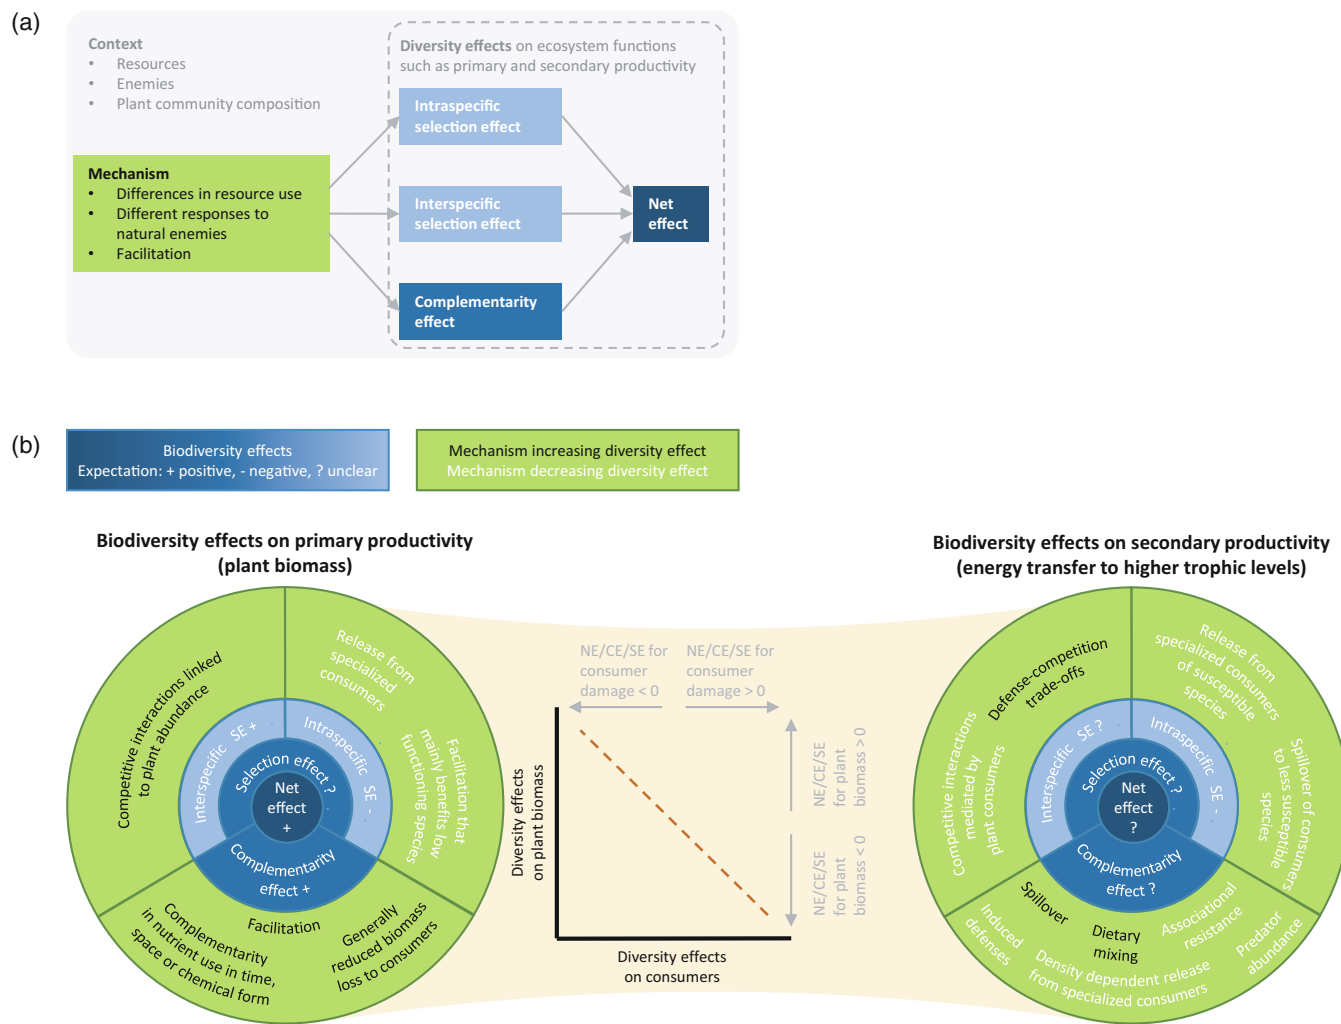 (a)
Context
• Resources
• Enemies
• Plant community composition
Diversity effects on ecosystem functions
such as primary and secondary productivity
Mechanism
• Differences in resource use
• Different responses to
natural enemies
• Facilitation
Intraspecific
selection effect
Interspecific
selection effect
Complementarity
effect
Net
effect
(b)
Biodiversity effects
Expectation: + positive, - negative, ? unclear
Mechanism increasing diversity effect
Mechanism decreasing diversity effect
Biodiversity effects on primary productivity
(plant biomass)
Competitive interactions linked
to plant abundance
Release from
specialized
consumers
Facilitation that
mainly benefits low
functioning species
Interspecific SE +
Intraspecific SE -
Selection effect ?
Net
effect
+
Complementarity
effect +
Complementarity
in nutrient use in time,
space or chemical form
Facilitation
Generally
reduced biomass
loss to consumers
NE/CE/SE for
consumer
damage < 0
NE/CE/SE for
consumer
damage > 0
Diversity effects
on plant biomass
NE/CE/SE
for plant
biomass > 0
NE/CE/SE
for plant
biomass < 0
Diversity effects
on consumers
Biodiversity effects on secondary productivity
(energy transfer to higher trophic levels)
Defense-competition
trade-offs
Competitive interactions
mediated by
plant consumers
Release from
specialized consumers
of susceptible
species
Spillover of consumers
to less susceptible
species
Interspecific SE ?
Intraspecific SE -
Selection effect ?
Net
effect
?
Complementarity
effect ?
Induced
defenses
Spillover
Dietary
mixing
Associational
resistance
Predator
abundance
Density dependent release
from specialized consumers